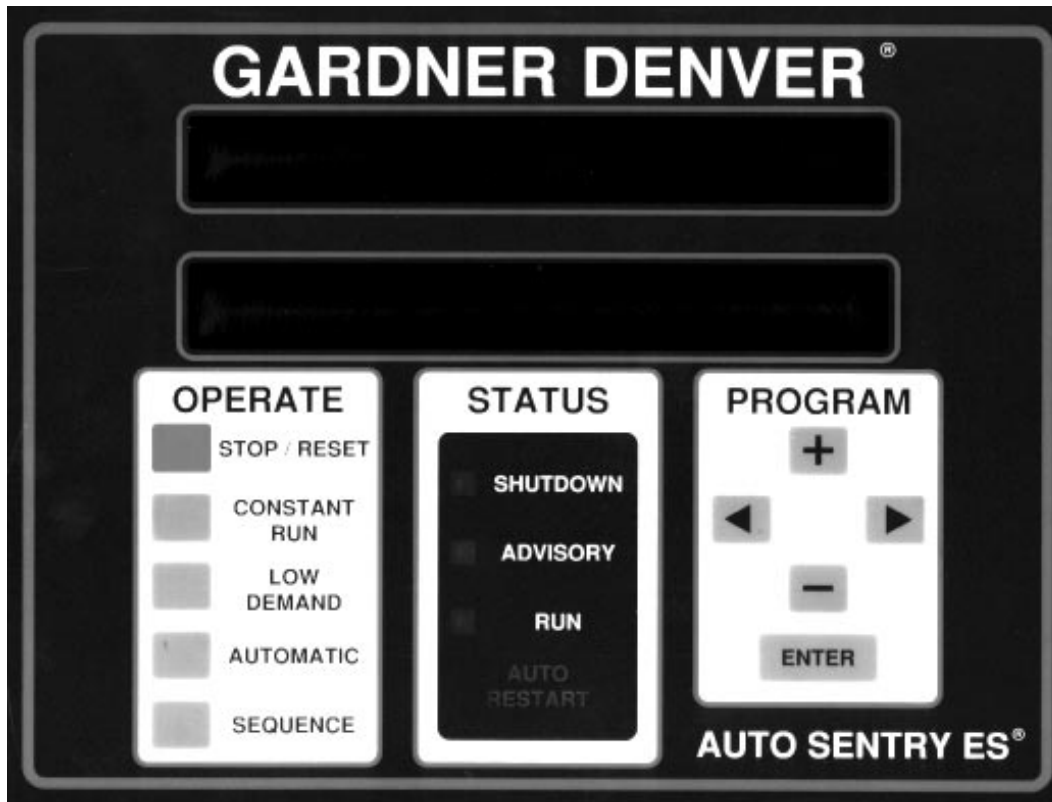 GARDNER DENVER®
OPERATE
STOP / RESET
CONSTANT
RUN
LOW
DEMAND
AUTOMATIC
SEQUENCE
STATUS
SHUTDOWN
ADVISORY
RUN
AUTO
RESTART
PROGRAM
+
-
ENTER
AUTO SENTRY ES®